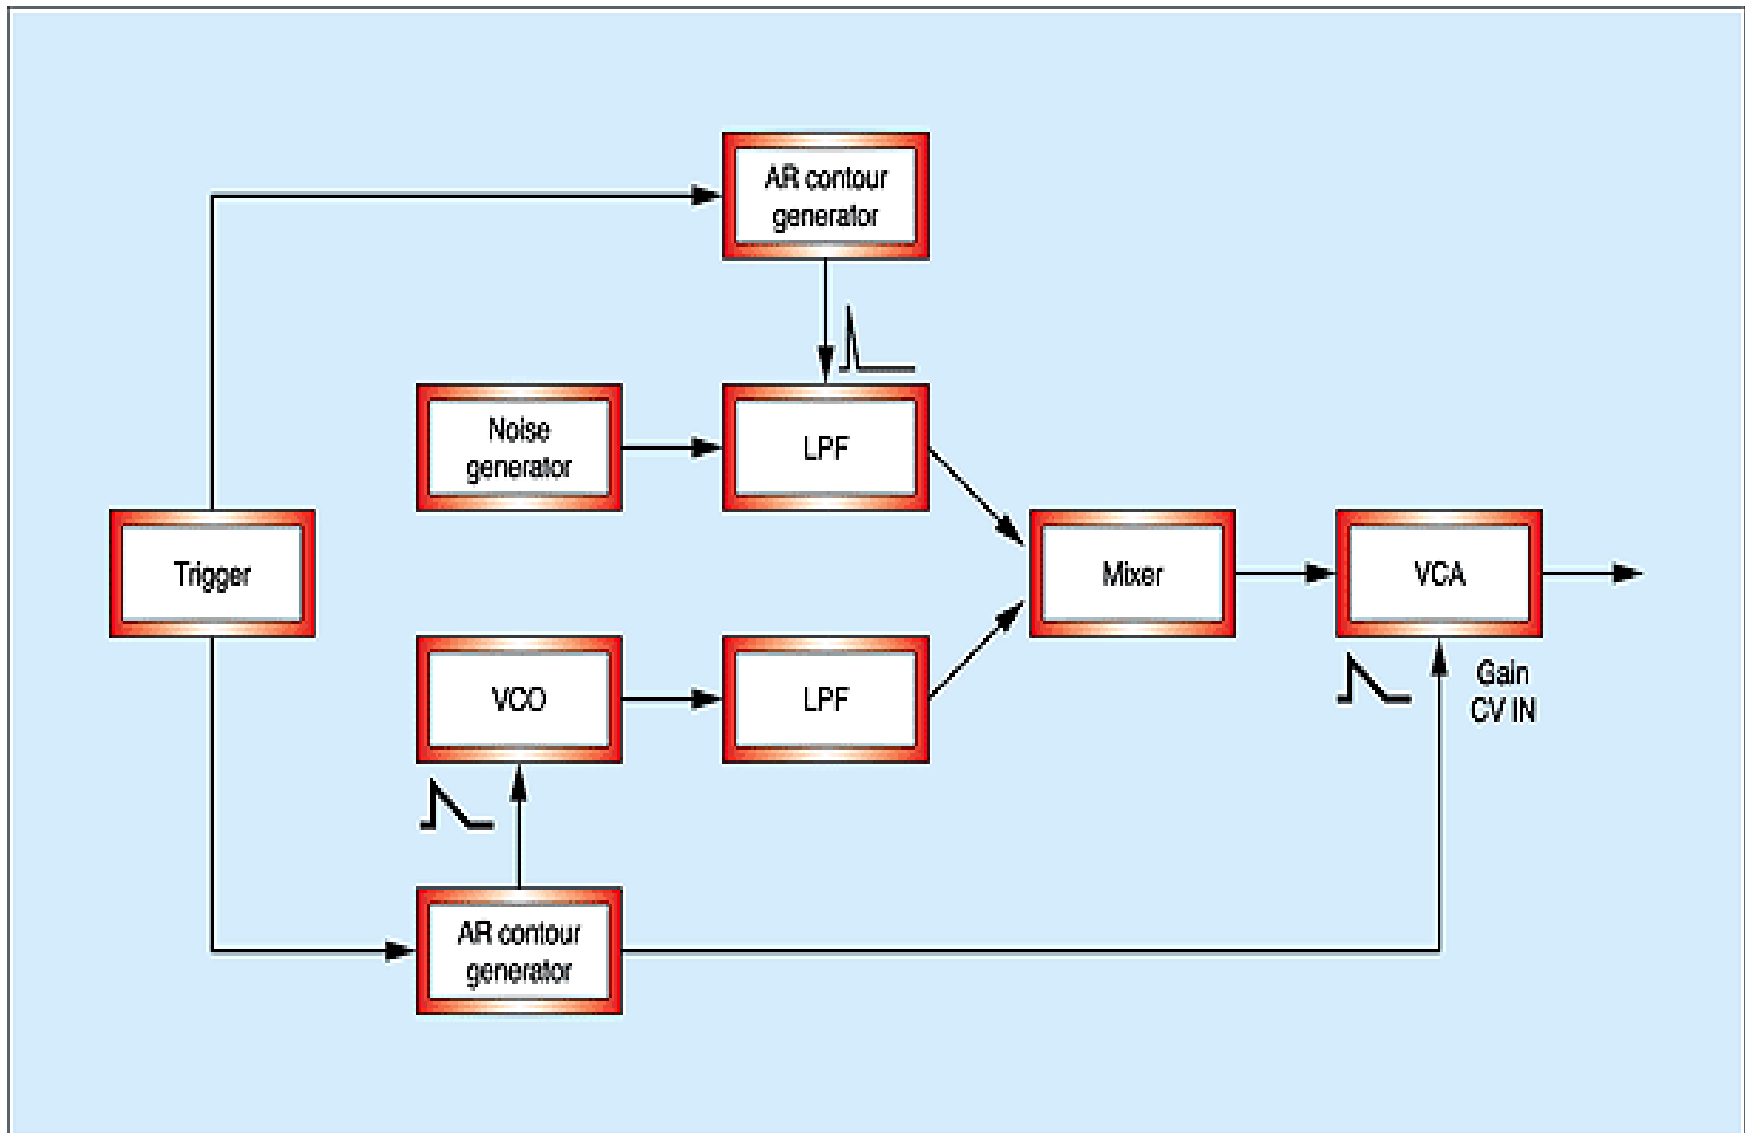 AR contour
generator
Noise
generator
LPF
Trigger
Mixer
VCA
VCO
LPF
Gain
CV IN
AR contour
generator